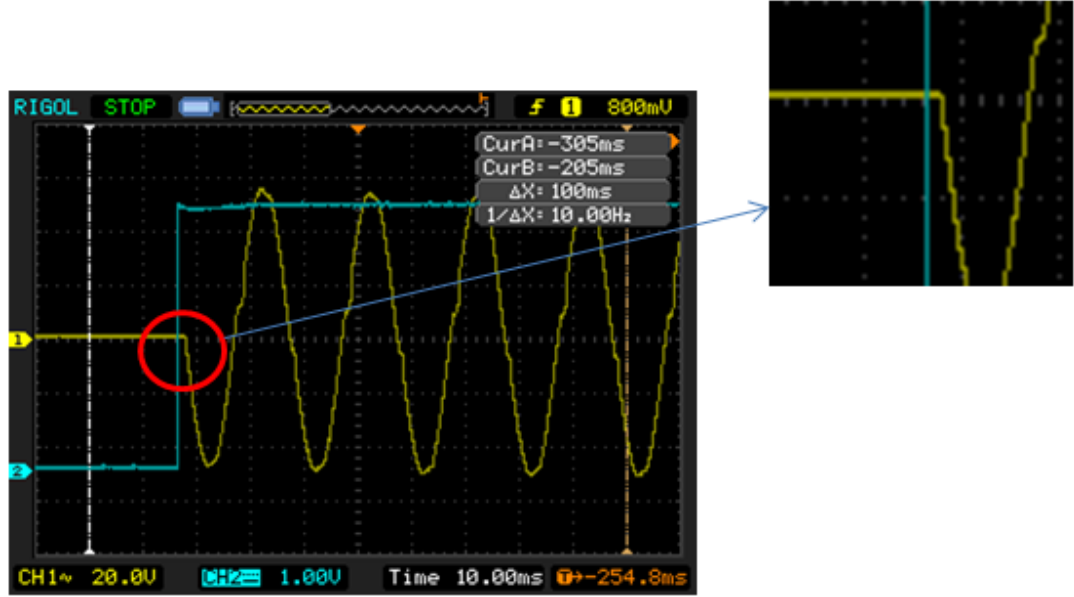 RIGOL STOP 1 800mV
CurA:-305ms
CurB:-205ms
ΔX: 100ms
1/ΔX: 10.00Hz
1
2
CH1~ 20.0V CH2 1.00V Time 10.00ms T→-254.8ms